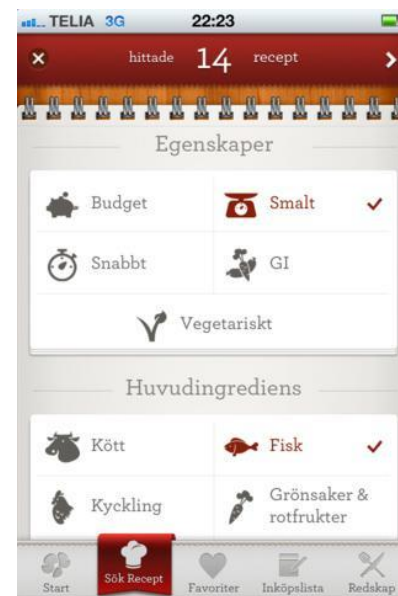 TELIA 3G 22:23
hittade 14 recept
Egenskaper
Budget Smalt
Snabbt GI
Vegetariskt
Huvudingrediens
Kött Fisk
Kyckling Grönsaker &
rotfrukter
Start Sök Recept Favoriter Inköpslista Redskap